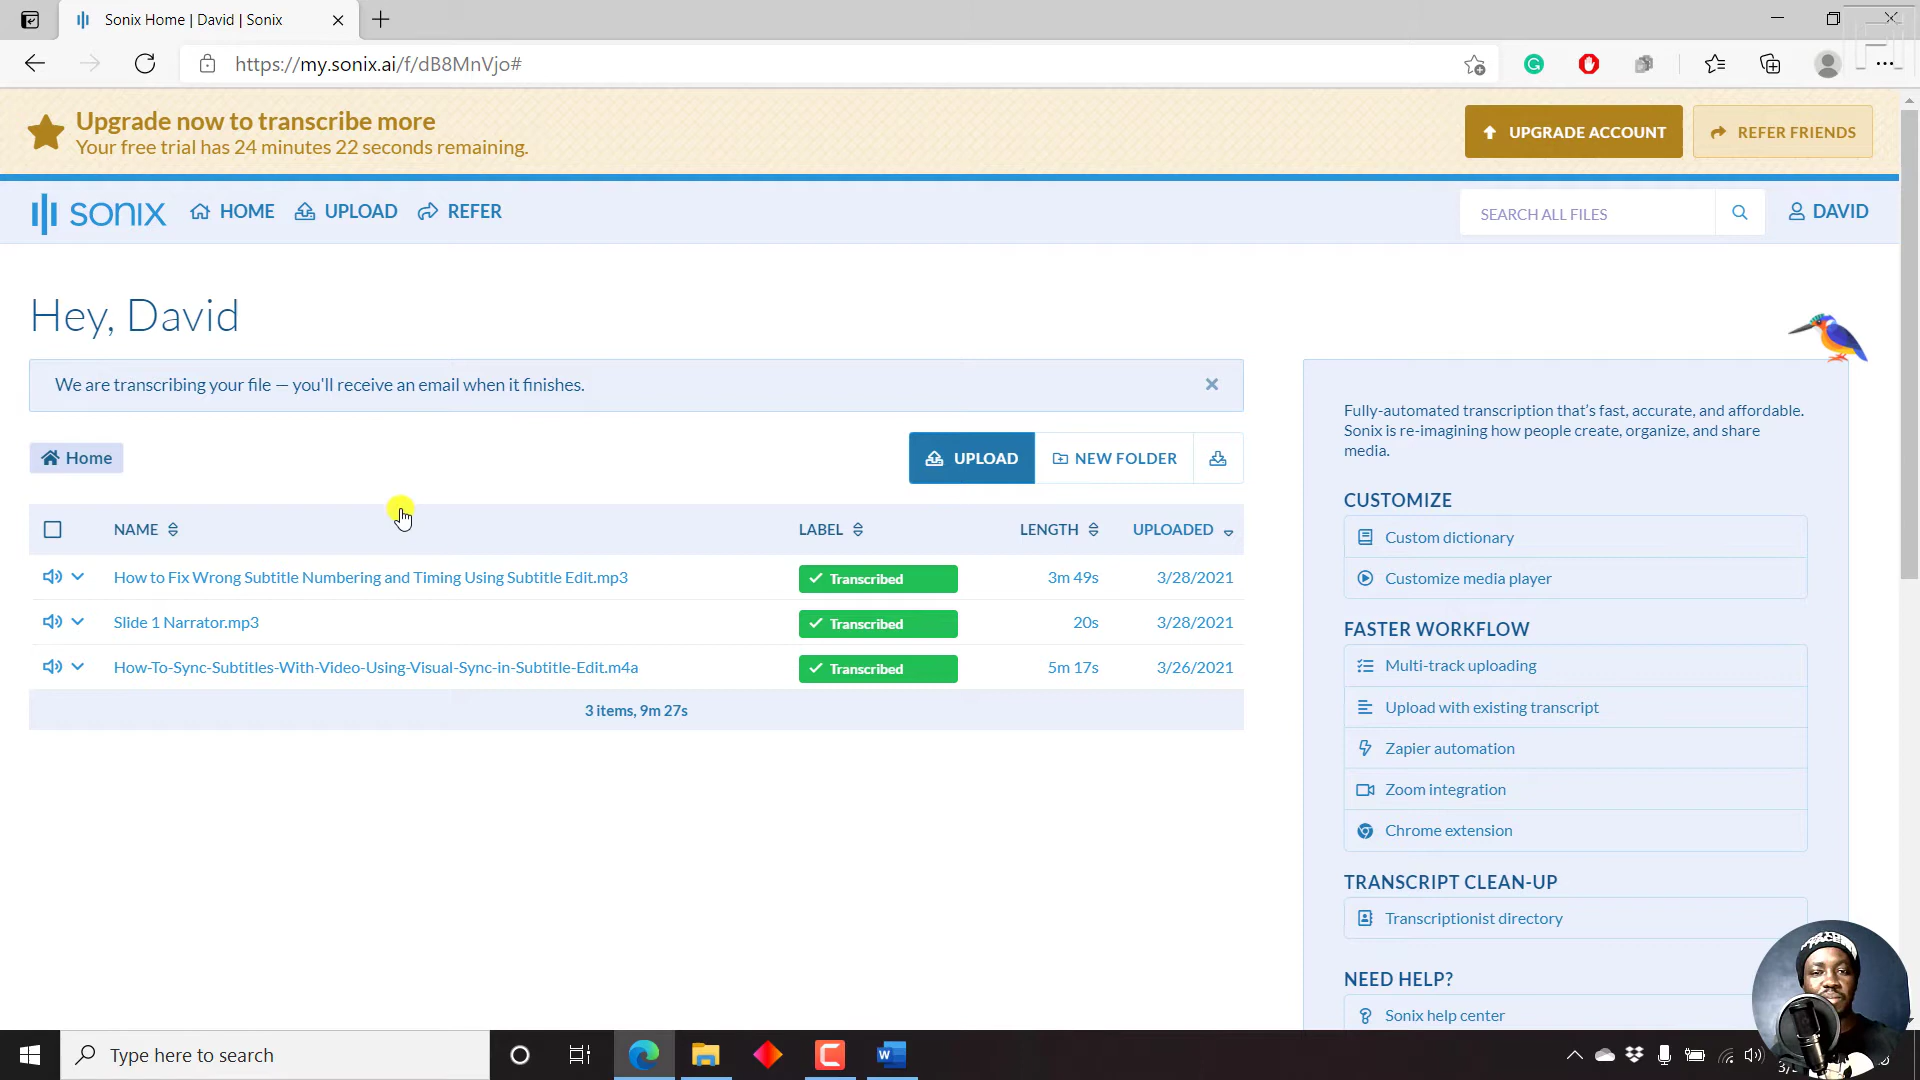 Sonix Home | David | Sonix
https://my.sonix.ai/f/dB8MnVjo#
Upgrade now to transcribe more
Your free trial has 24 minutes 22 seconds remaining.
UPGRADE ACCOUNT
REFER FRIENDS
sonix
HOME
UPLOAD
REFER
SEARCH ALL FILES
DAVID
Hey, David
We are transcribing your file — you'll receive an email when it finishes.
Home
UPLOAD
NEW FOLDER
NAME LABEL LENGTH UPLOADED
How to Fix Wrong Subtitle Numbering and Timing Using Subtitle Edit.mp3 Transcribed 3m 49s 3/28/2021
Slide 1 Narrator.mp3 Transcribed 20s 3/28/2021
How-To-Sync-Subtitles-With-Video-Using-Visual-Sync-in-Subtitle-Edit.m4a Transcribed 5m 17s 3/26/2021
3 items, 9m 27s
Fully-automated transcription that's fast, accurate, and affordable.
Sonix is re-imagining how people create, organize, and share
media.
CUSTOMIZE
Custom dictionary
Customize media player
FASTER WORKFLOW
Multi-track uploading
Upload with existing transcript
Zapier automation
Zoom integration
Chrome extension
TRANSCRIPT CLEAN-UP
Transcriptionist directory
NEED HELP?
Sonix help center
Type here to search